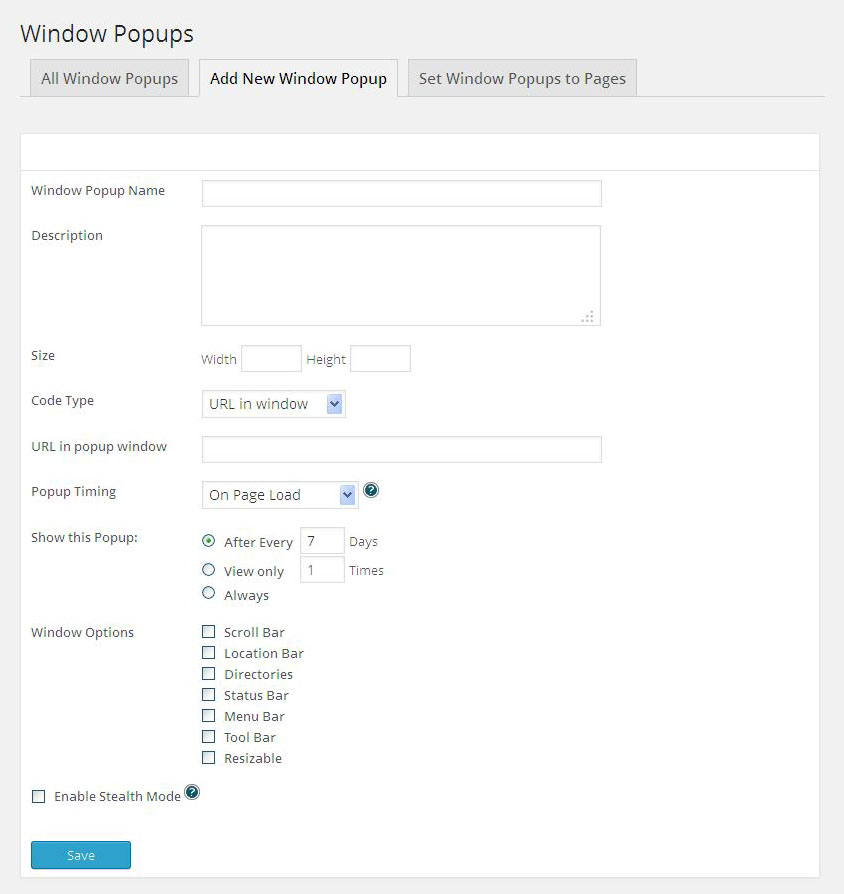 Window Popups
All Window Popups
Add New Window Popup
Set Window Popups to Pages
Window Popup Name
Description
Size
Width Height
Code Type
URL in window
URL in popup window
Popup Timing
On Page Load ?
Show this Popup:
After Every 7 Days
View only 1 Times
Always
Window Options
Scroll Bar
Location Bar
Directories
Status Bar
Menu Bar
Tool Bar
Resizable
Enable Stealth Mode ?
Save